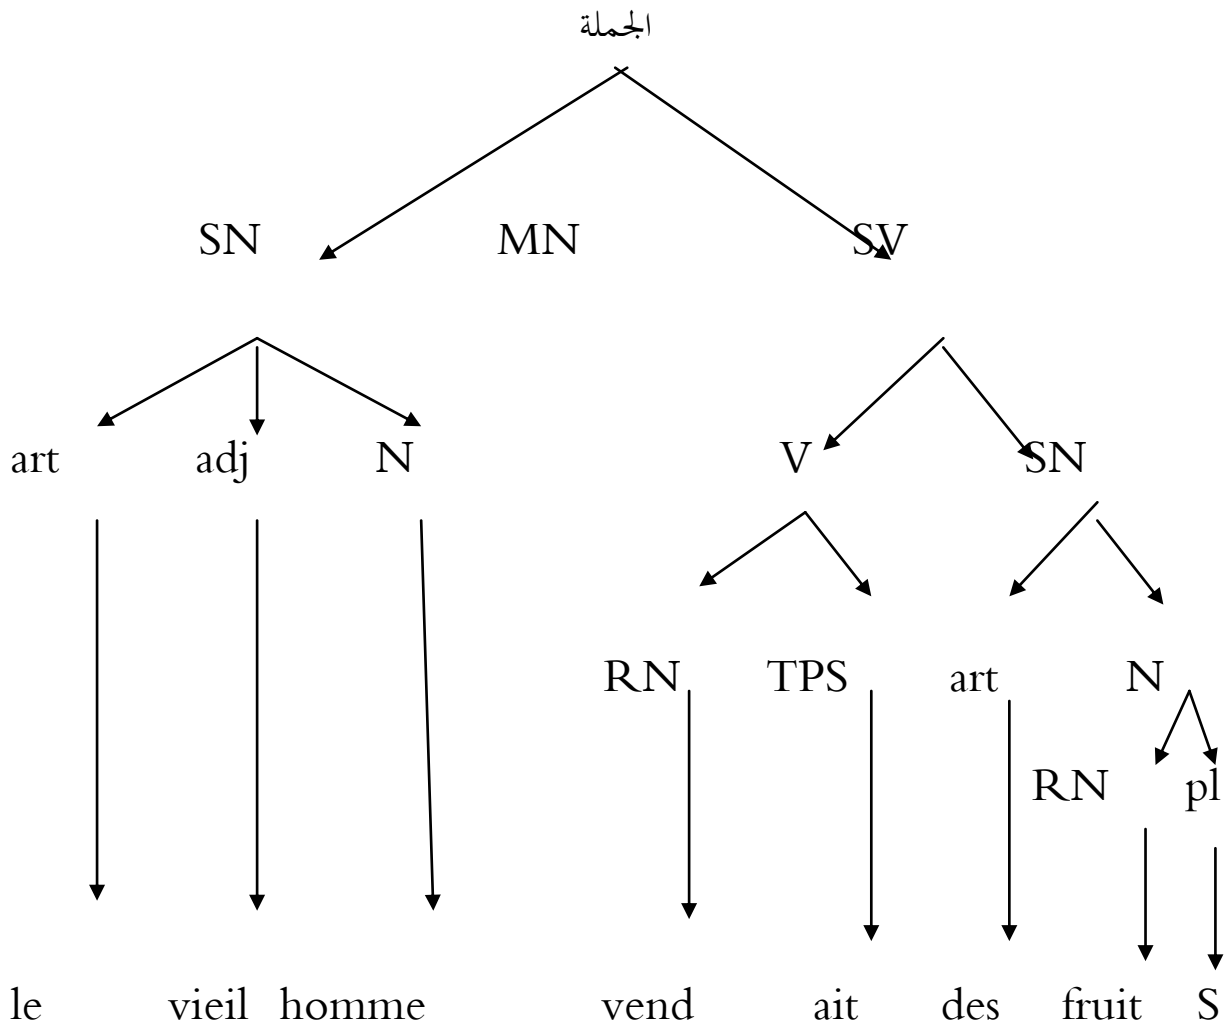 الجملة
SN MN SV
art adj N V SN
RN TPS art N
RN pl
le vieil homme vend ait des fruit S